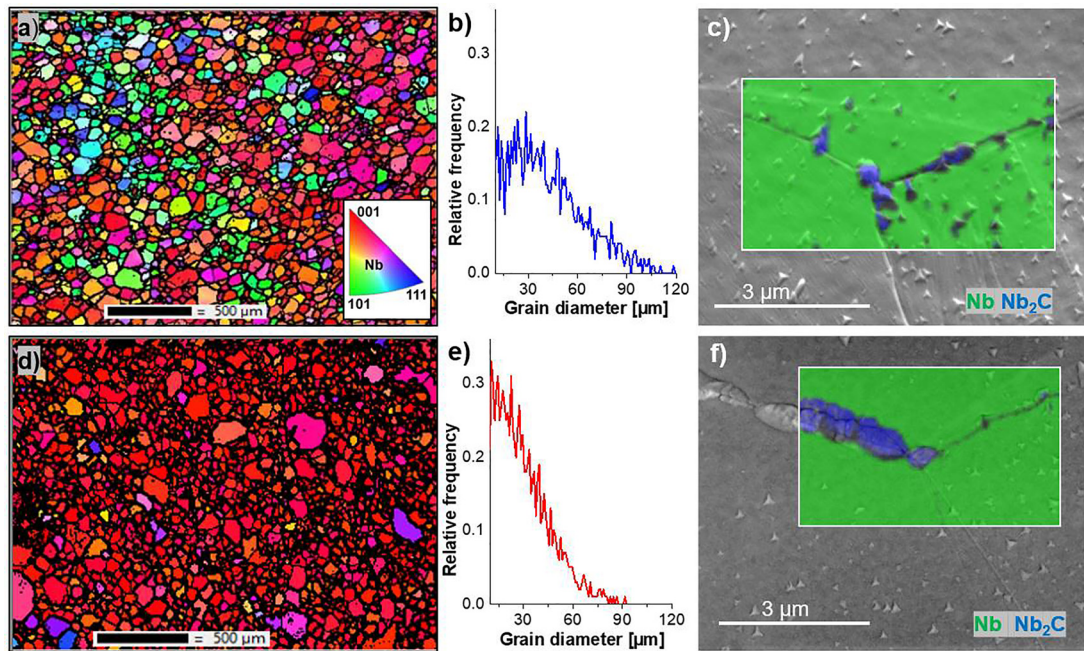 a)
001
Nb
101
111
= 500 µm
b)
Relative frequency
0.3
0.2
0.1
0.0
30
60
90
120
Grain diameter [µm]
c)
3 µm
Nb Nb₂C
d)
= 500 µm
e)
Relative frequency
0.3
0.2
0.1
0.0
30
60
90
120
Grain diameter [µm]
f)
3 µm
Nb Nb₂C